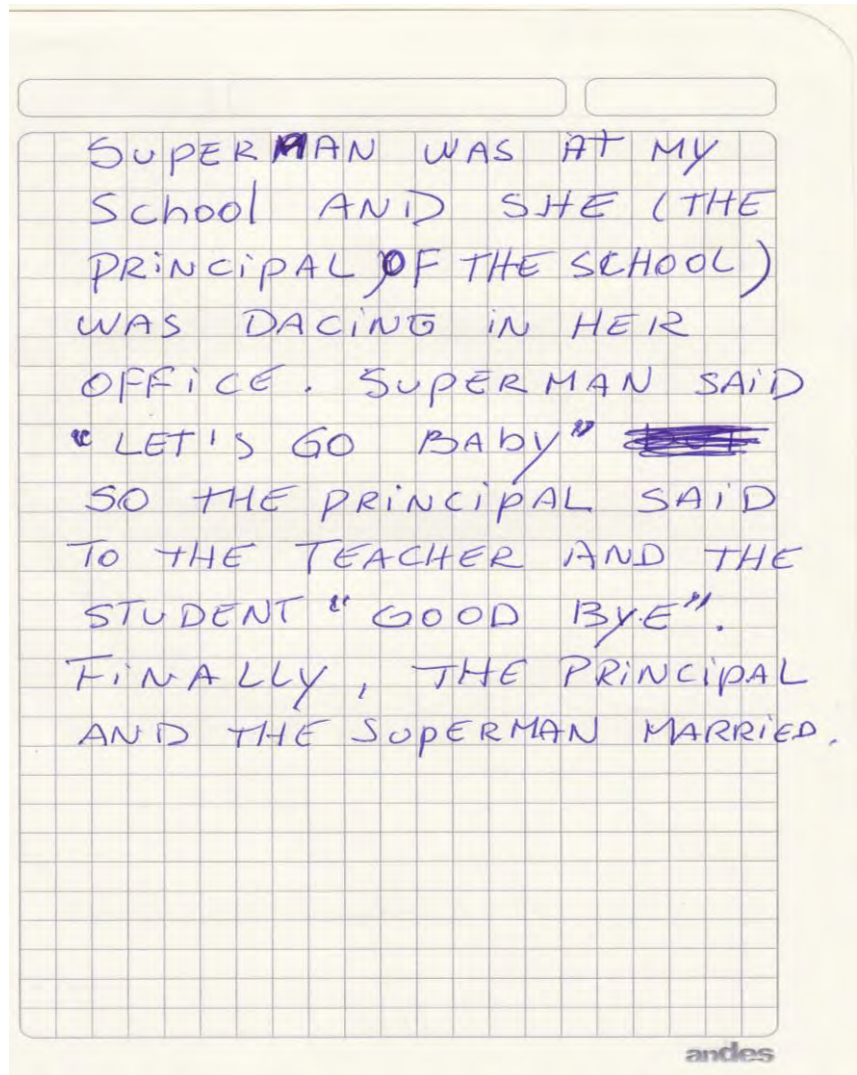 SUPERMAN WAS AT MY
School AND SHE (THE
PRiNCiPAL OF THE SCHOOL)
WAS DACiNG iN HER
OFFiCE. SUPERMAN SAiD
"LET'S GO BAby"
SO THE PRiNCiPAL SAiD
TO THE TEACHER AND THE
STUDENT "GOOD BYE".
FiNALLY, THE PRiNCiPAL
AND THE SUPERMAN MARRiED.
andes